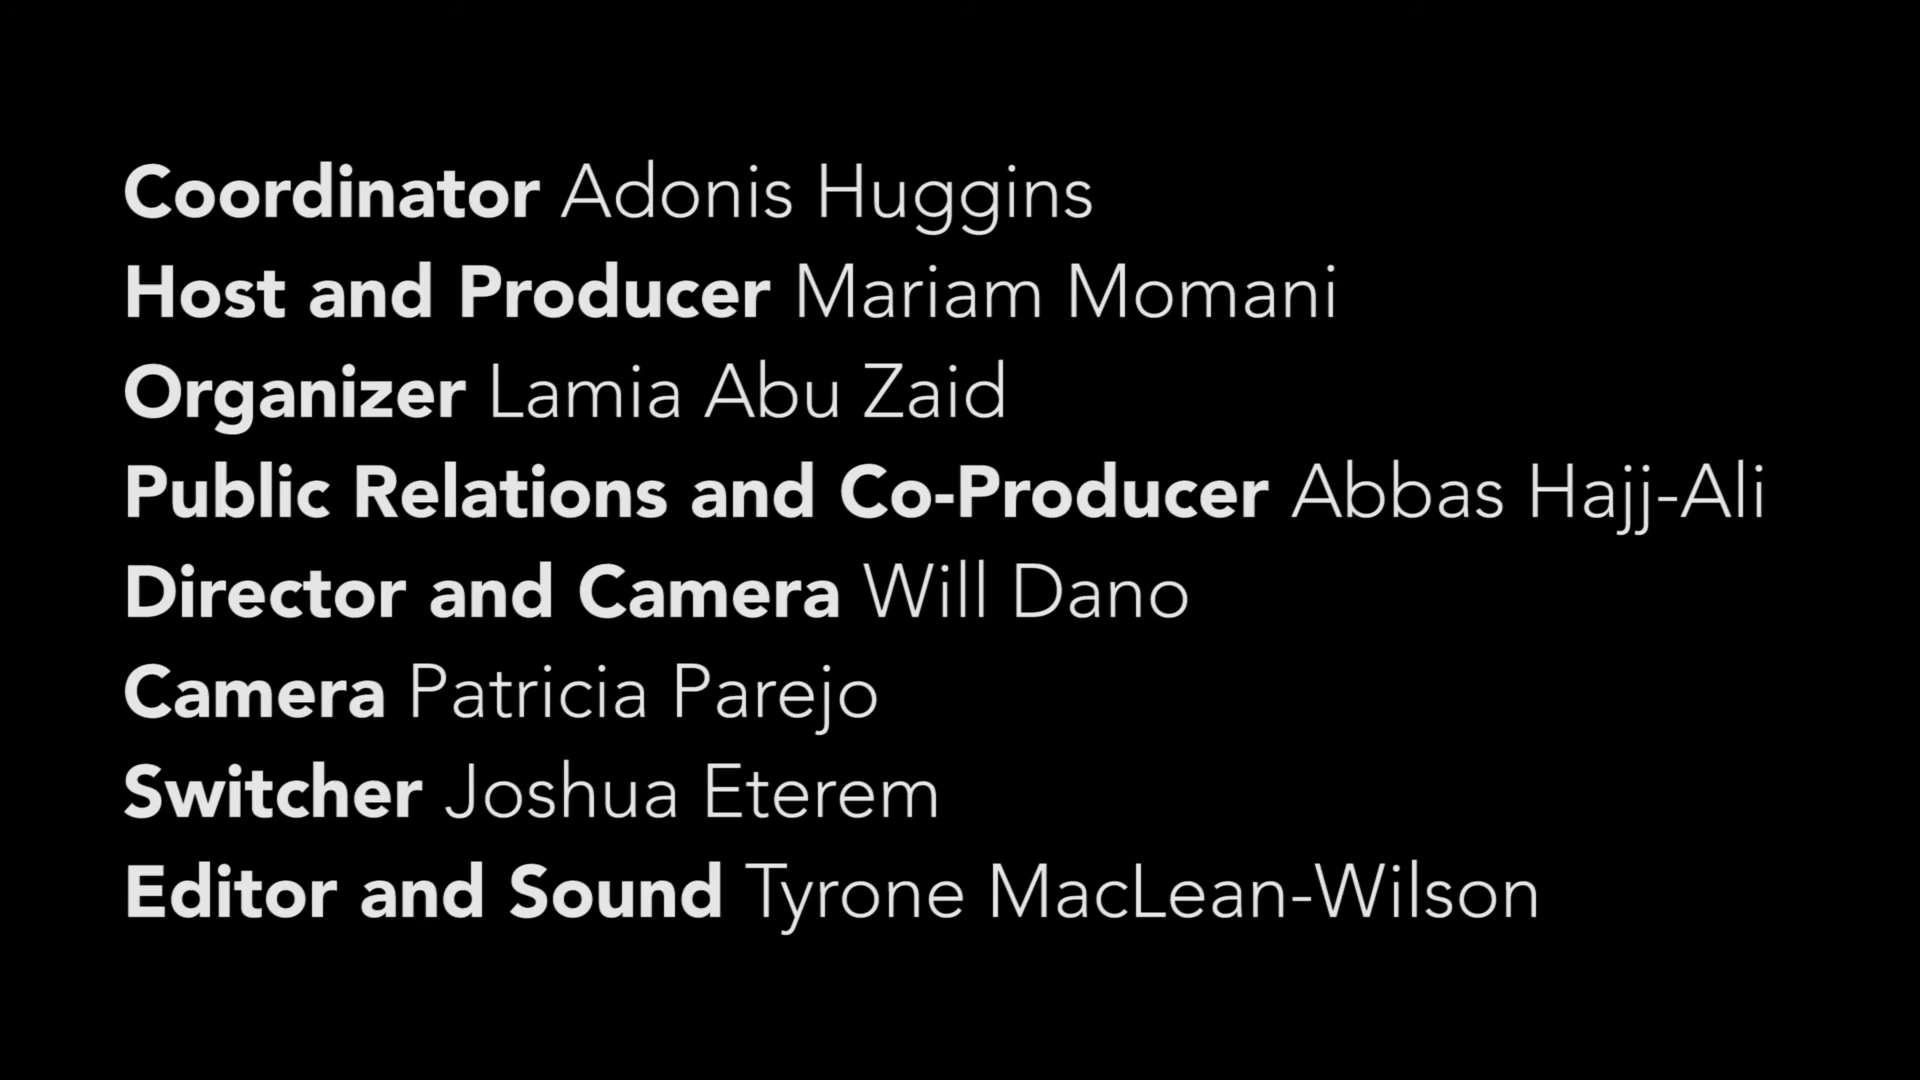 Coordinator Adonis Huggins
Host and Producer Mariam Momani
Organizer Lamia Abu Zaid
Public Relations and Co-Producer Abbas Hajj-Ali
Director and Camera Will Dano
Camera Patricia Parejo
Switcher Joshua Eterem
Editor and Sound Tyrone MacLean-Wilson